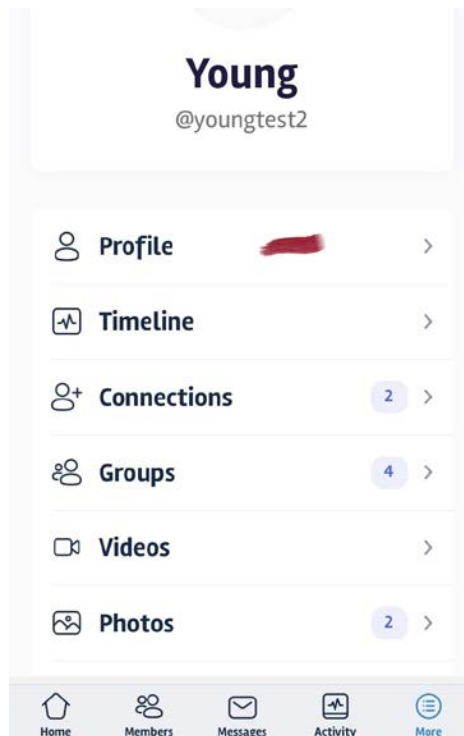 Young
@youngtest2
Profile
Timeline
Connections 2
Groups 4
Videos
Photos 2
Home Members Messages Activity More